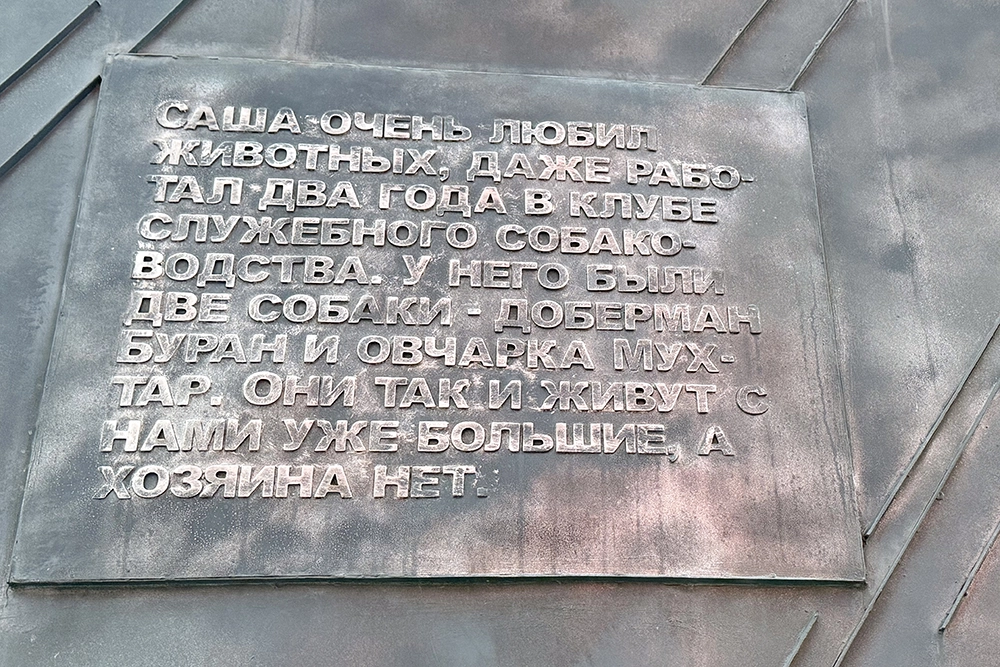 САША ОЧЕНЬ ЛЮБИЛ
ЖИВОТНЫХ, ДАЖЕ РАБО-
ТАЛ ДВА ГОДА В КЛУБЕ
СЛУЖЕБНОГО СОБАКО-
ВОДСТВА. У НЕГО БЫЛИ
ДВЕ СОБАКИ - ДОБЕРМАН
БУРАН И ОВЧАРКА МУХ-
ТАР. ОНИ ТАК И ЖИВУТ С
НАМИ УЖЕ БОЛЬШИЕ, А
ХОЗЯИНА НЕТ.